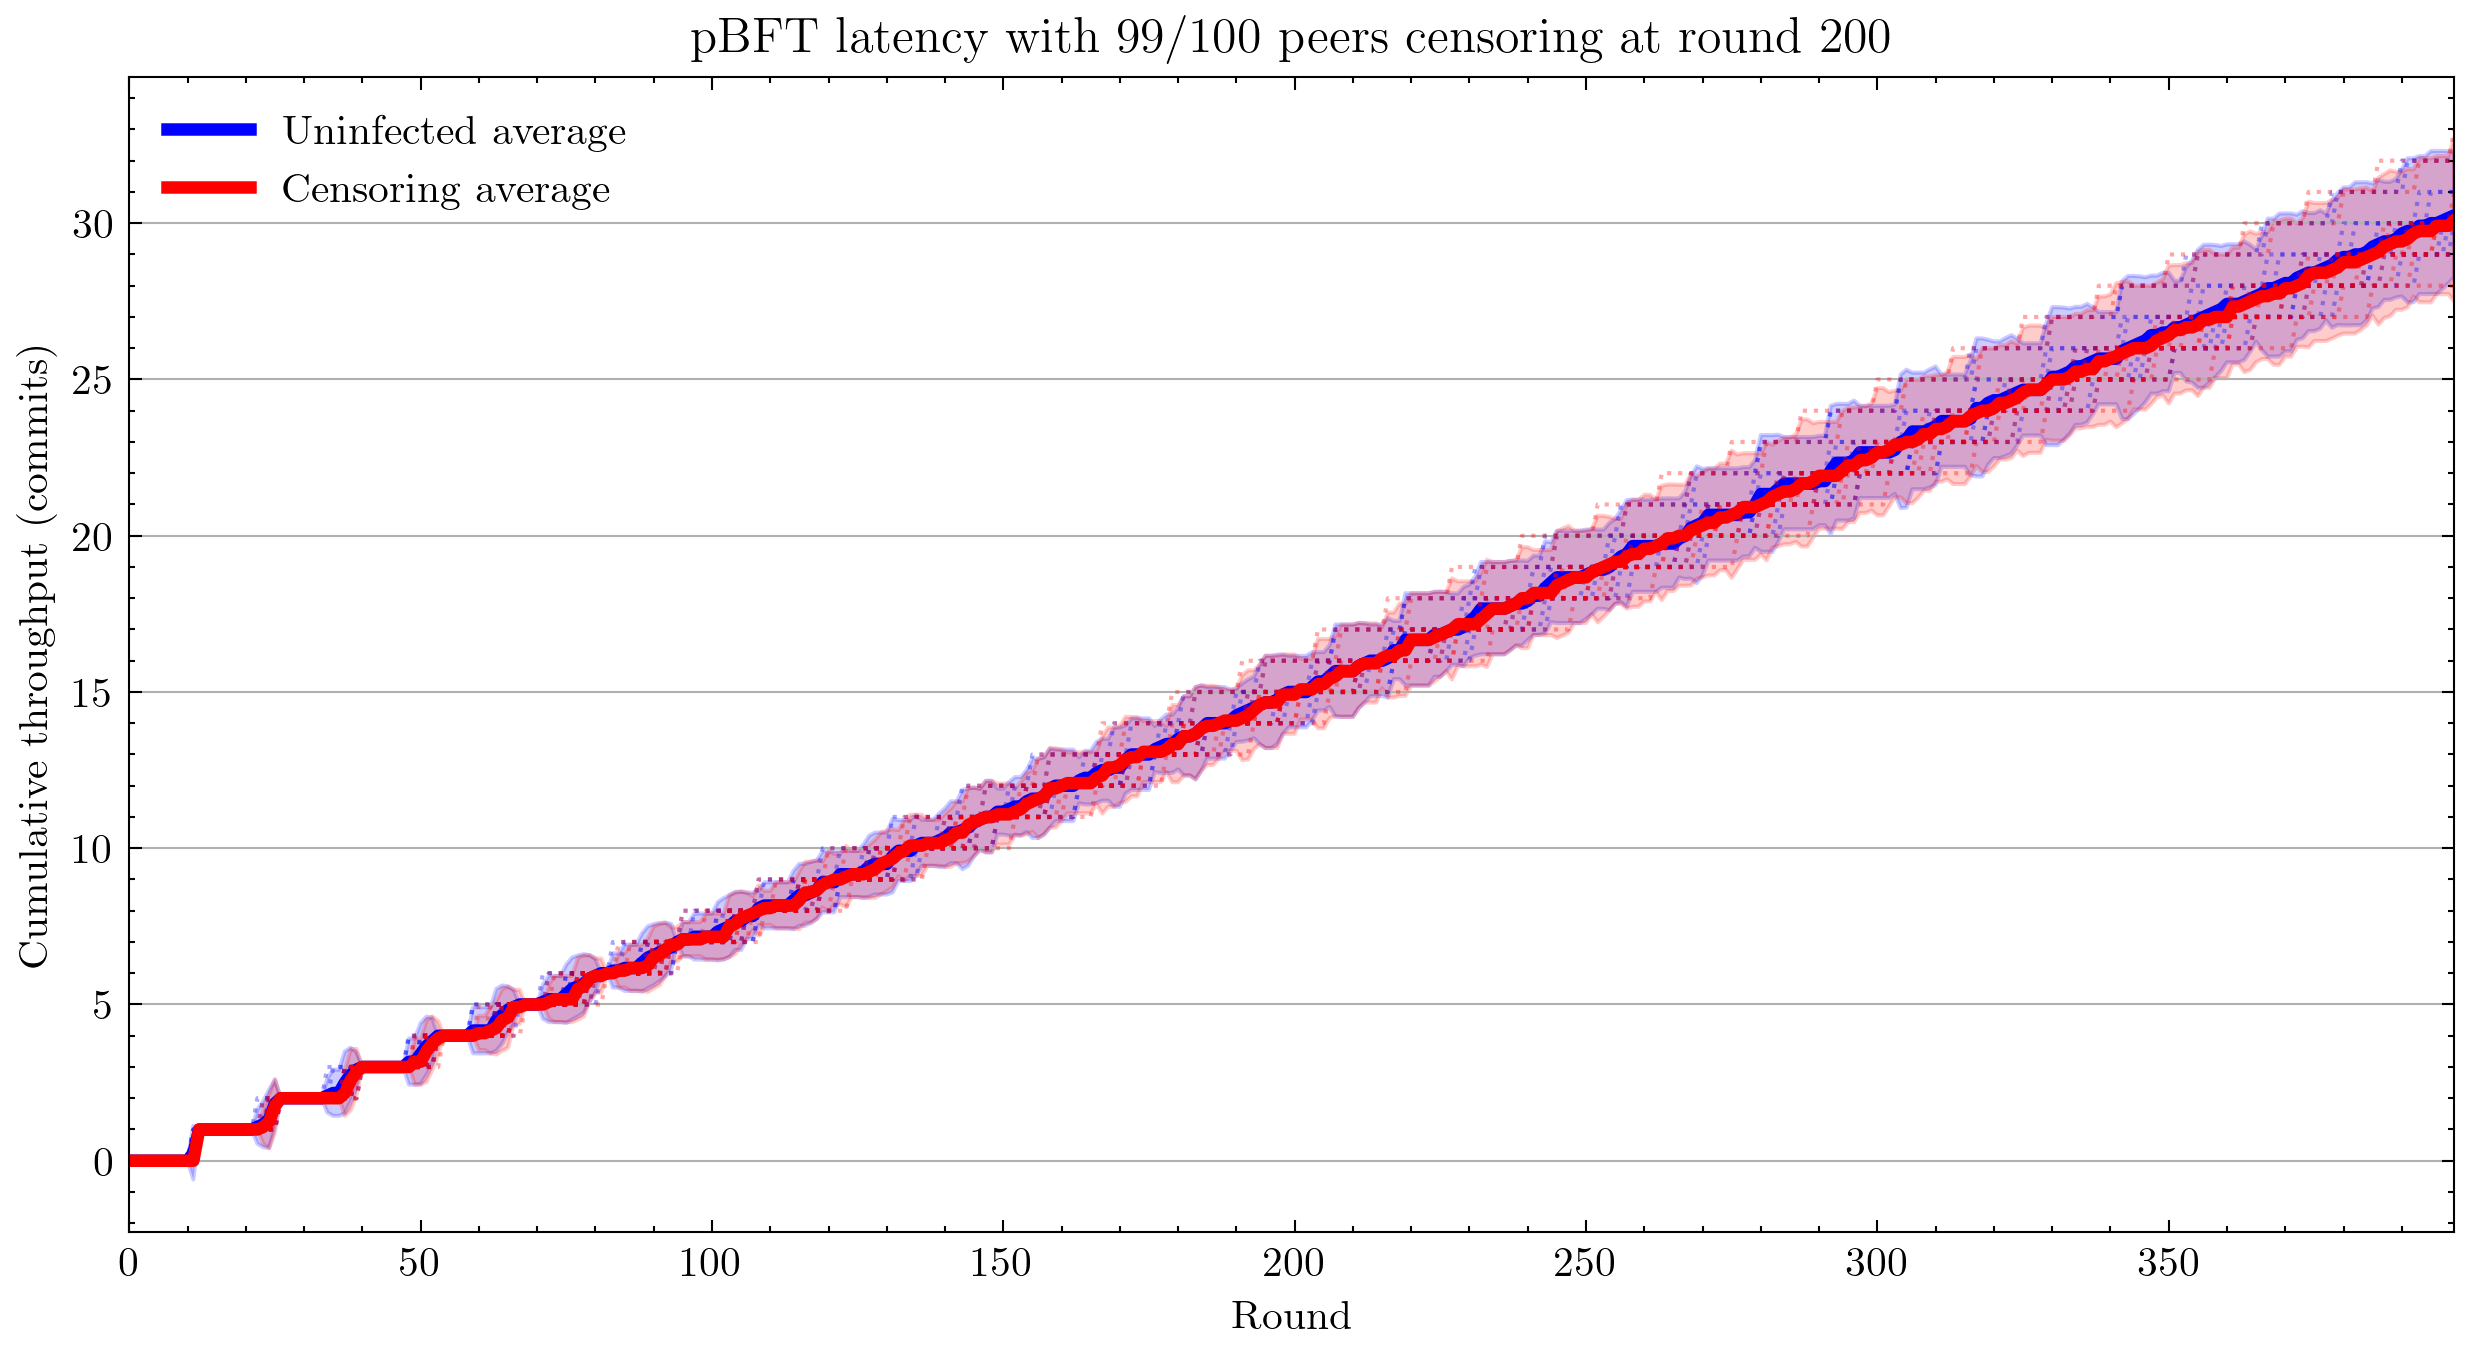 pBFT latency with 99/100 peers censoring at round 200
Uninfected average
Censoring average
Cumulative throughput (commits)
30
25
20
15
10
5
0
0 50 100 150 200 250 300 350
Round